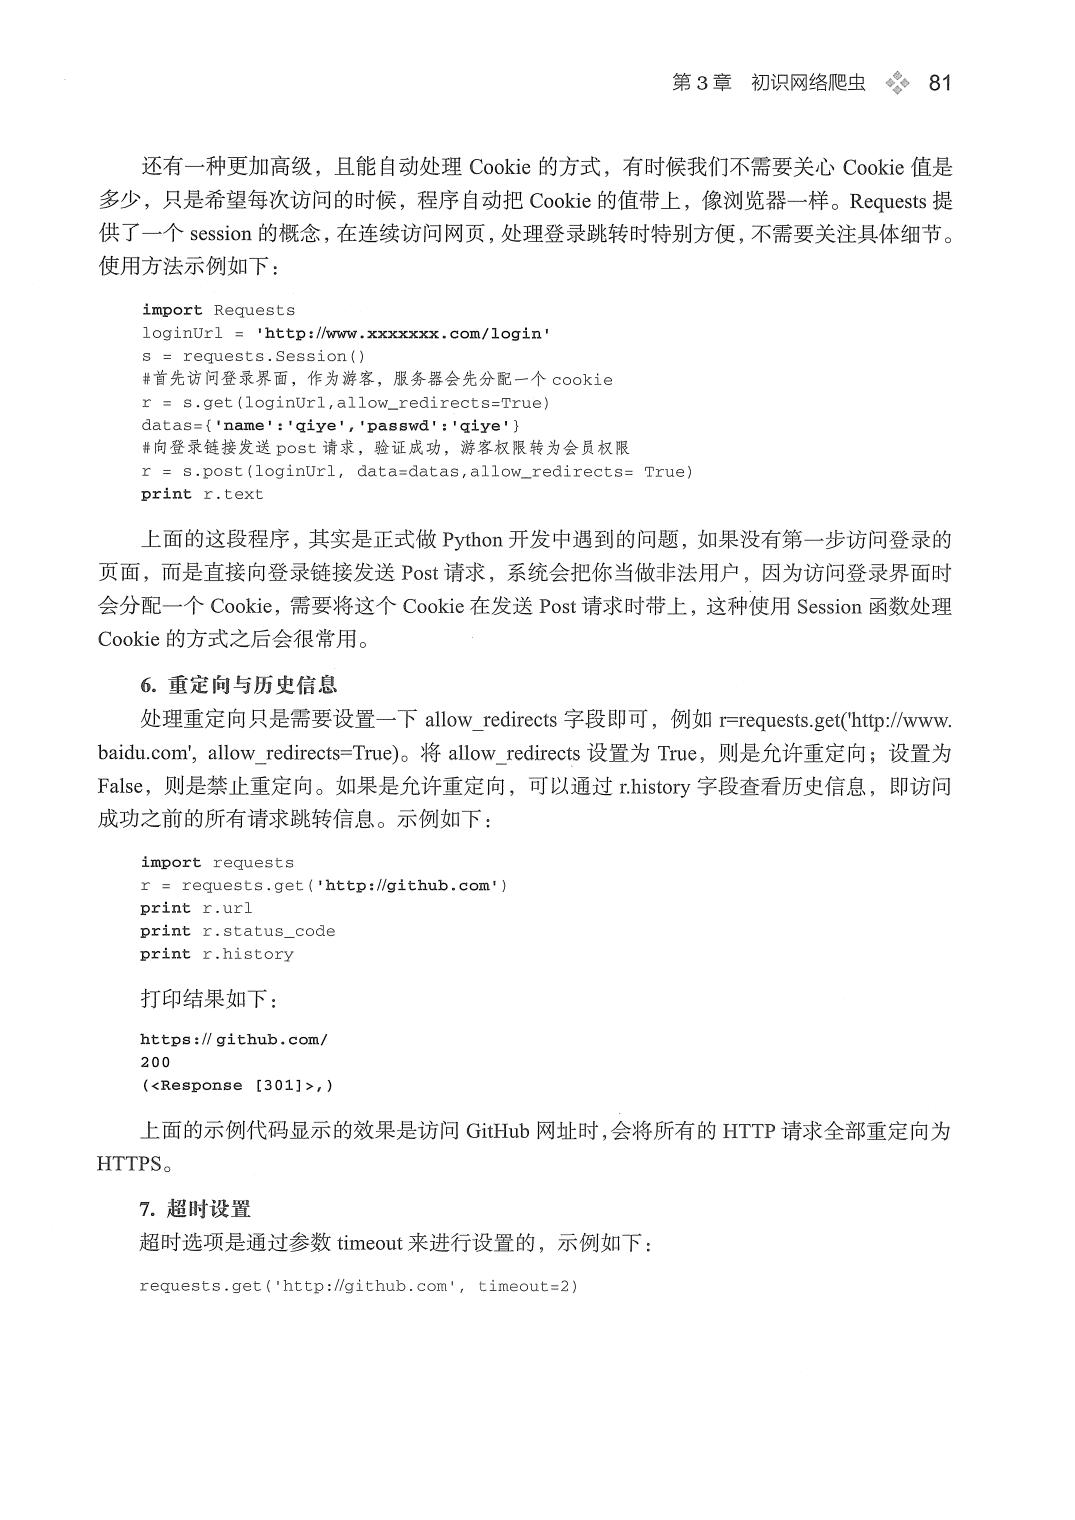 第 3 章 初识网络爬虫 81
还有一种更加高级，且能自动处理 Cookie 的方式，有时候我们不需要关心 Cookie 值是
多少，只是希望每次访问的时候，程序自动把 Cookie 的值带上，像浏览器一样。Requests 提
供了一个 session 的概念，在连续访问网页，处理登录跳转时特别方便，不需要关注具体细节。
使用方法示例如下：
import Requests
loginUrl = 'http://www.xxxxxxx.com/login'
s = requests.Session()
#首先访问登录界面，作为游客，服务器会先分配一个 cookie
r = s.get(loginUrl,allow_redirects=True)
datas={'name':'qiye','passwd':'qiye'}
#向登录链接发送 post 请求，验证成功，游客权限转为会员权限
r = s.post(loginUrl, data=datas,allow_redirects= True)
print r.text
上面的这段程序，其实是正式做 Python 开发中遇到的问题，如果没有第一步访问登录的
页面，而是直接向登录链接发送 Post 请求，系统会把你当做非法用户，因为访问登录界面时
会分配一个 Cookie，需要将这个 Cookie 在发送 Post 请求时带上，这种使用 Session 函数处理
Cookie 的方式之后会很常用。
6. 重定向与历史信息
处理重定向只是需要设置一下 allow_redirects 字段即可，例如 r=requests.get('http://www.
baidu.com', allow_redirects=True)。将 allow_redirects 设置为 True，则是允许重定向；设置为
False，则是禁止重定向。如果是允许重定向，可以通过 r.history 字段查看历史信息，即访问
成功之前的所有请求跳转信息。示例如下：
import requests
r = requests.get('http://github.com')
print r.url
print r.status_code
print r.history
打印结果如下：
https:// github.com/
200
(<Response [301]>,)
上面的示例代码显示的效果是访问 GitHub 网址时，会将所有的 HTTP 请求全部重定向为
HTTPS。
7. 超时设置
超时选项是通过参数 timeout 来进行设置的，示例如下：
requests.get('http://github.com', timeout=2)